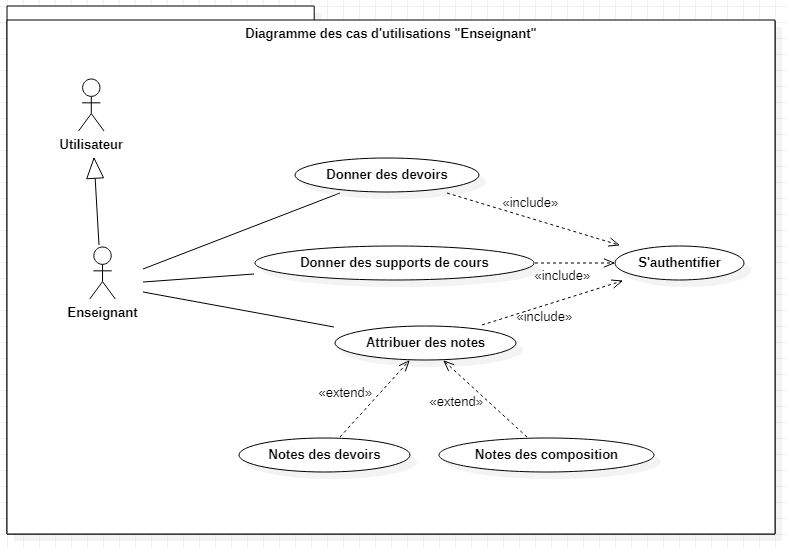 Diagramme des cas d'utilisations "Enseignant"
Utilisateur
Donner des devoirs
«include»
Donner des supports de cours
S'authentifier
«include»
Enseignant
«include»
Attribuer des notes
«extend»
«extend»
Notes des devoirs
Notes des composition